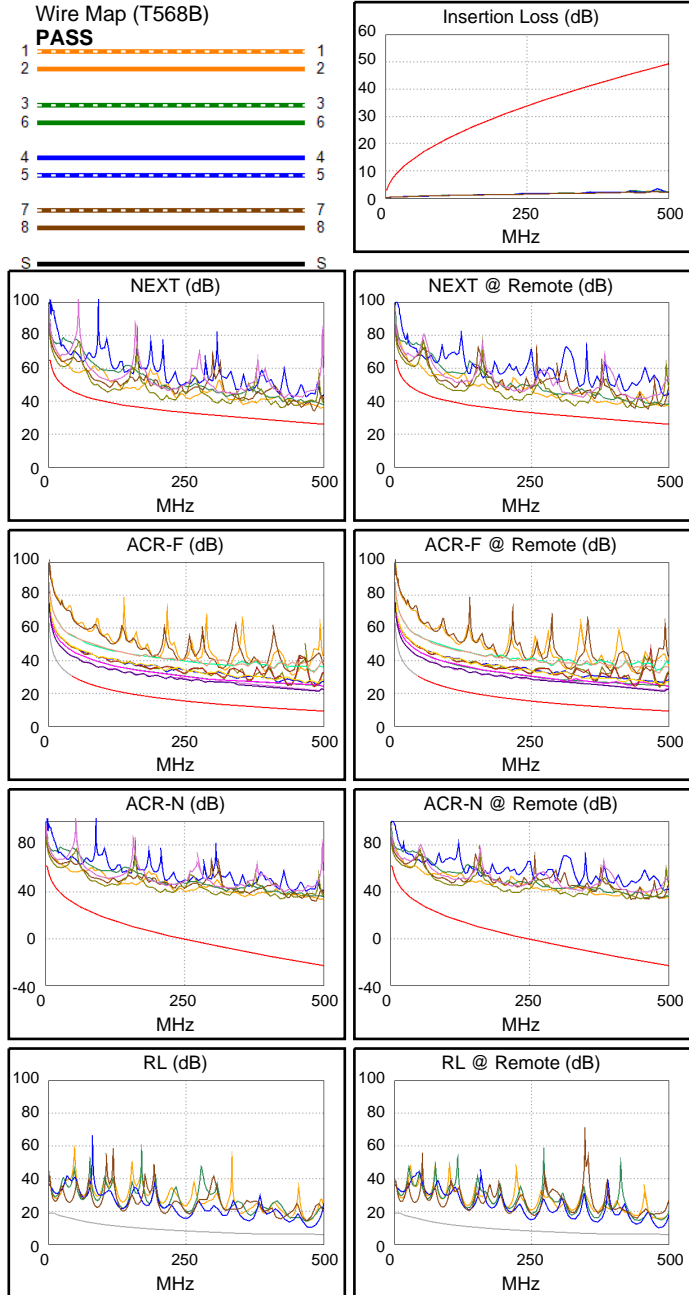 Wire Map (T568B)
PASS
1 1
2 2
3 3
6 6
4 4
5 5
7 7
8 8
S S
Insertion Loss (dB)
60
50
40
30
20
10
0
0 250 500
MHz
NEXT (dB)
100
80
60
40
20
0
0 250 500
MHz
NEXT @ Remote (dB)
100
80
60
40
20
0
0 250 500
MHz
ACR-F (dB)
100
80
60
40
20
0
0 250 500
MHz
ACR-F @ Remote (dB)
100
80
60
40
20
0
0 250 500
MHz
ACR-N (dB)
80
40
0
-40
0 250 500
MHz
ACR-N @ Remote (dB)
80
40
0
-40
0 250 500
MHz
RL (dB)
100
80
60
40
20
0
0 250 500
MHz
RL @ Remote (dB)
100
80
60
40
20
0
0 250 500
MHz